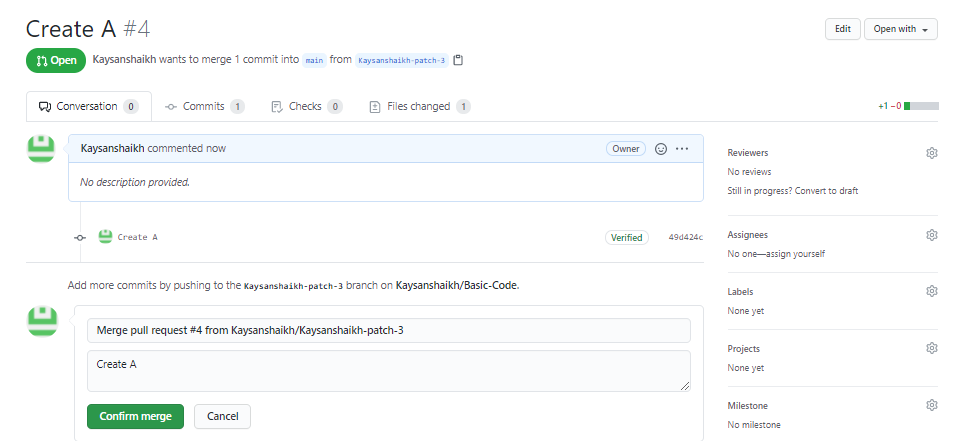 Create A #4
Edit
Open with
Open
Kaysanshaikh wants to merge 1 commit into main from Kaysanshaikh-patch-3
Conversation 0
Commits 1
Checks 0
Files changed 1
+1 −0
Kaysanshaikh commented now
Owner
No description provided.
Create A
Verified
49d424c
Add more commits by pushing to the Kaysanshaikh-patch-3 branch on Kaysanshaikh/Basic-Code.
Merge pull request #4 from Kaysanshaikh/Kaysanshaikh-patch-3
Create A
Confirm merge
Cancel
Reviewers
No reviews
Still in progress? Convert to draft
Assignees
No one—assign yourself
Labels
None yet
Projects
None yet
Milestone
No milestone